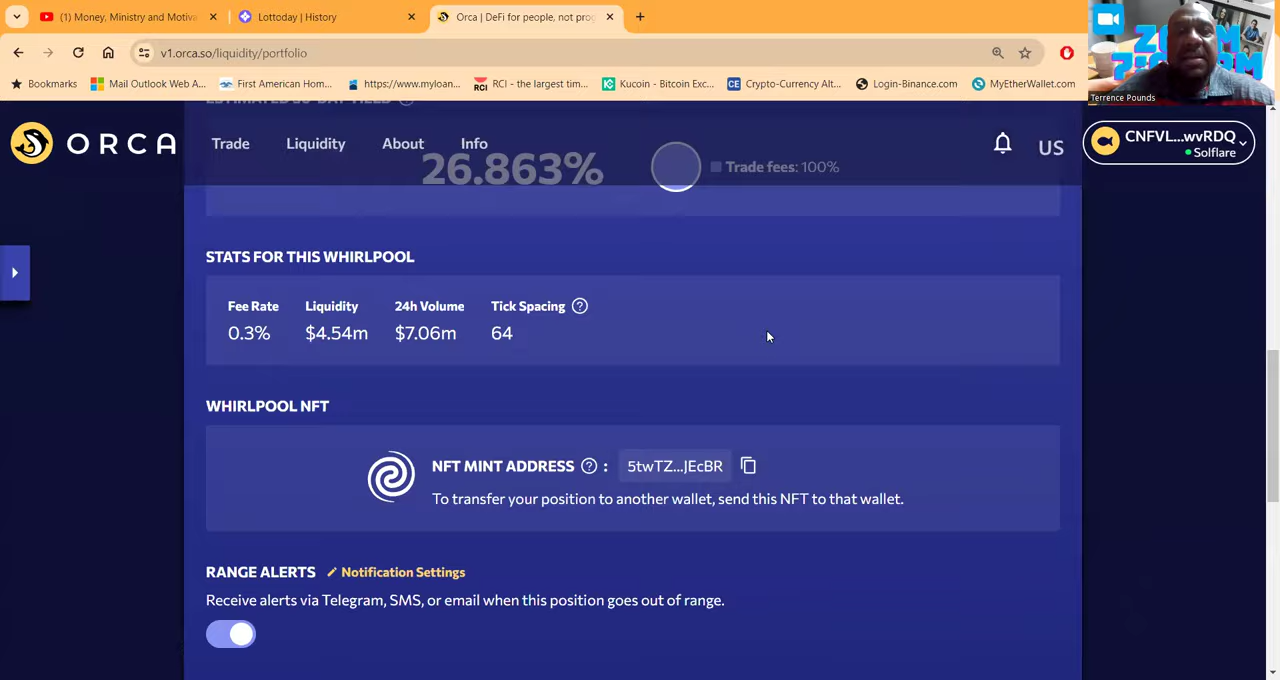 (1) Money, Ministry and Motiva
Lottoday | History
Orca | DeFi for people, not pro
v1.orca.so/liquidity/portfolio
Bookmarks
Mail Outlook Web A...
First American Hom...
https://www.myloan...
RCI - the largest tim...
Kucoin - Bitcoin Exc...
Crypto-Currency Alt...
Login-Binance.com
MyEtherWallet.com
Terrence Pounds
ORCA
Trade
Liquidity
About
Info
US
CNFVL...wvRDQ
Solflare
26.863%
Trade fees: 100%
STATS FOR THIS WHIRLPOOL
Fee Rate
Liquidity
24h Volume
Tick Spacing ?
0.3%
$4.54m
$7.06m
64
WHIRLPOOL NFT
NFT MINT ADDRESS ? : 5twTZ...JEcBR
To transfer your position to another wallet, send this NFT to that wallet.
RANGE ALERTS
Notification Settings
Receive alerts via Telegram, SMS, or email when this position goes out of range.